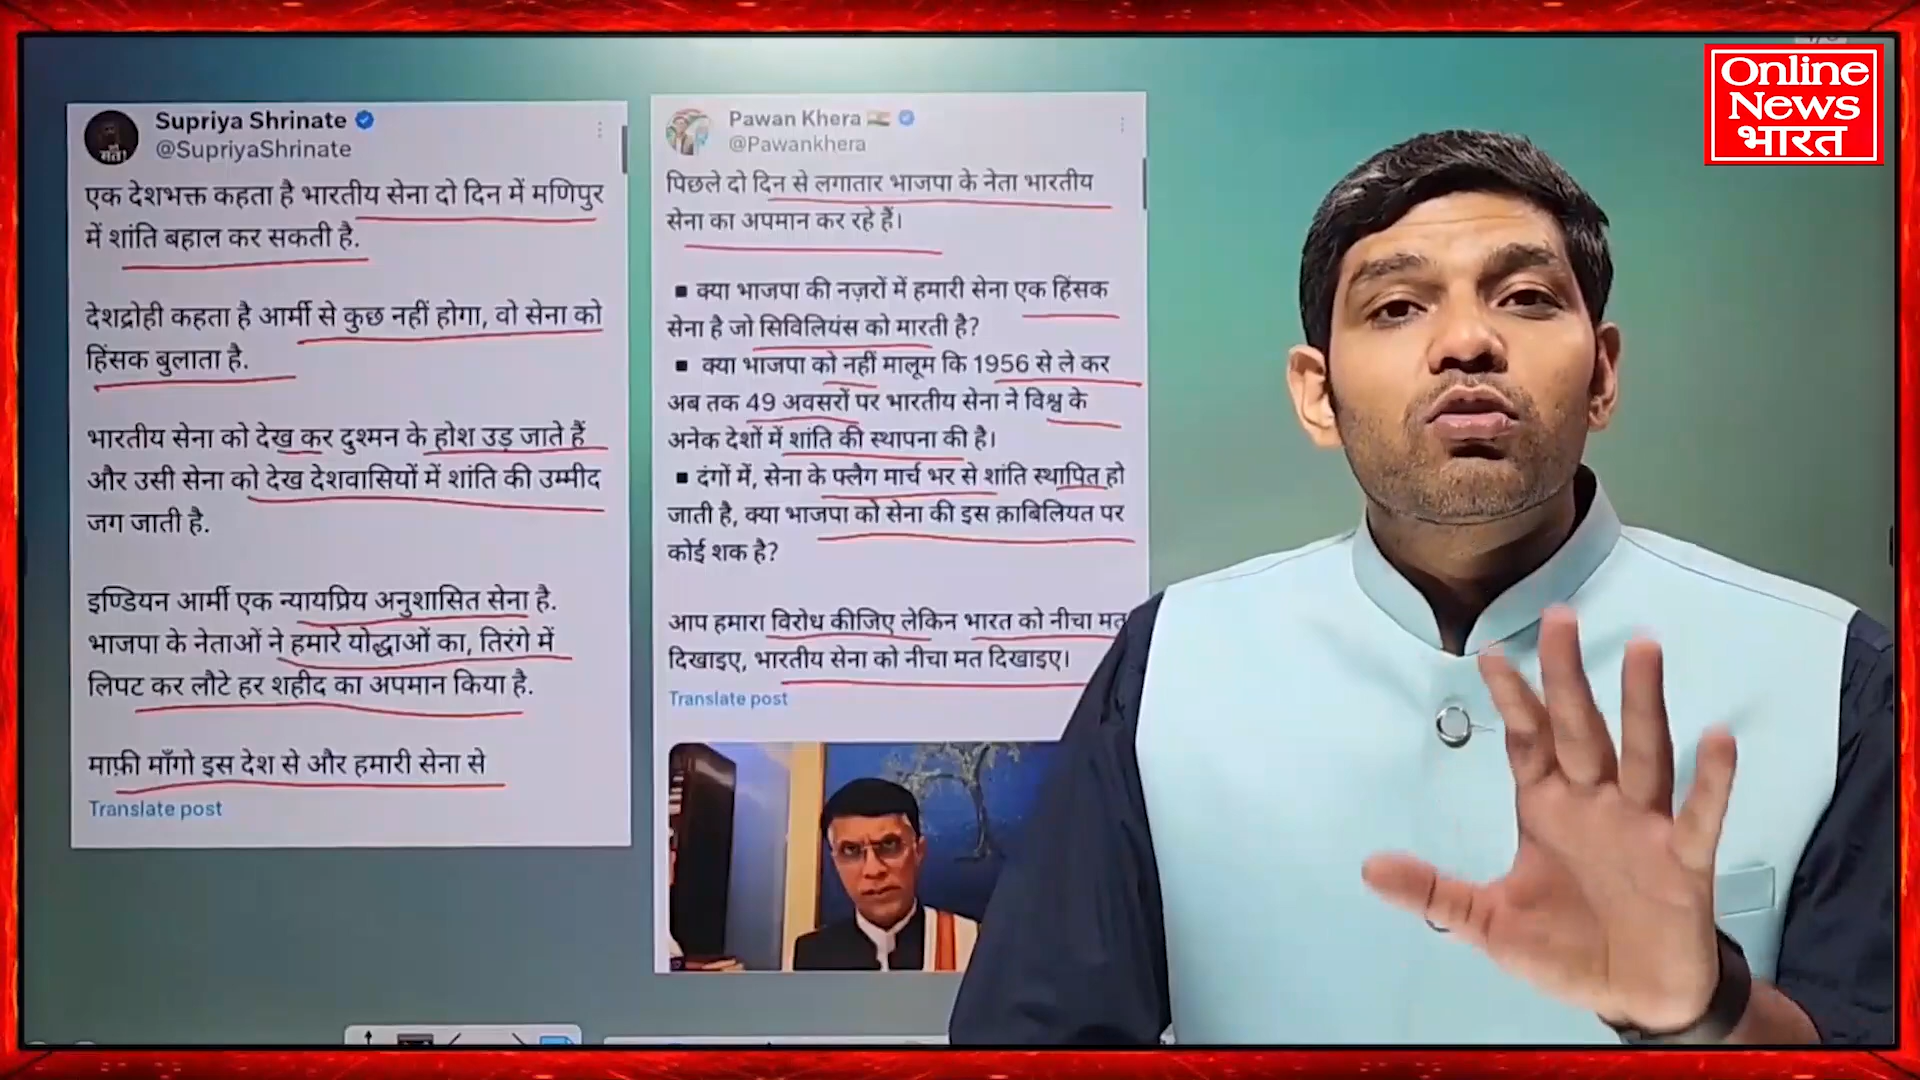 Online
News
भारत
Supriya Shrinate
@SupriyaShrinate
एक देशभक्त कहता है भारतीय सेना दो दिन में मणिपुर
में शांति बहाल कर सकती है.
देशद्रोही कहता है आर्मी से कुछ नहीं होगा, वो सेना को
हिंसक बुलाता है.
भारतीय सेना को देख कर दुश्मन के होश उड़ जाते हैं
और उसी सेना को देख देशवासियों में शांति की उम्मीद
जग जाती है.
इण्डियन आर्मी एक न्यायप्रिय अनुशासित सेना है.
भाजपा के नेताओं ने हमारे योद्धाओं का, तिरंगे में
लिपट कर लौटे हर शहीद का अपमान किया है.
माफ़ी माँगो इस देश से और हमारी सेना से
Translate post
Pawan Khera 🇮🇳
@Pawankhera
पिछले दो दिन से लगातार भाजपा के नेता भारतीय
सेना का अपमान कर रहे हैं।
▪ क्या भाजपा की नज़रों में हमारी सेना एक हिंसक
सेना है जो सिविलियंस को मारती है?
▪ क्या भाजपा को नहीं मालूम कि 1956 से ले कर
अब तक 49 अवसरों पर भारतीय सेना ने विश्व के
अनेक देशों में शांति की स्थापना की है।
▪ दंगों में, सेना के फ्लैग मार्च भर से शांति स्थापित हो
जाती है, क्या भाजपा को सेना की इस क़ाबिलियत पर
कोई शक है?
आप हमारा विरोध कीजिए लेकिन भारत को नीचा मत
दिखाइए, भारतीय सेना को नीचा मत दिखाइए।
Translate post